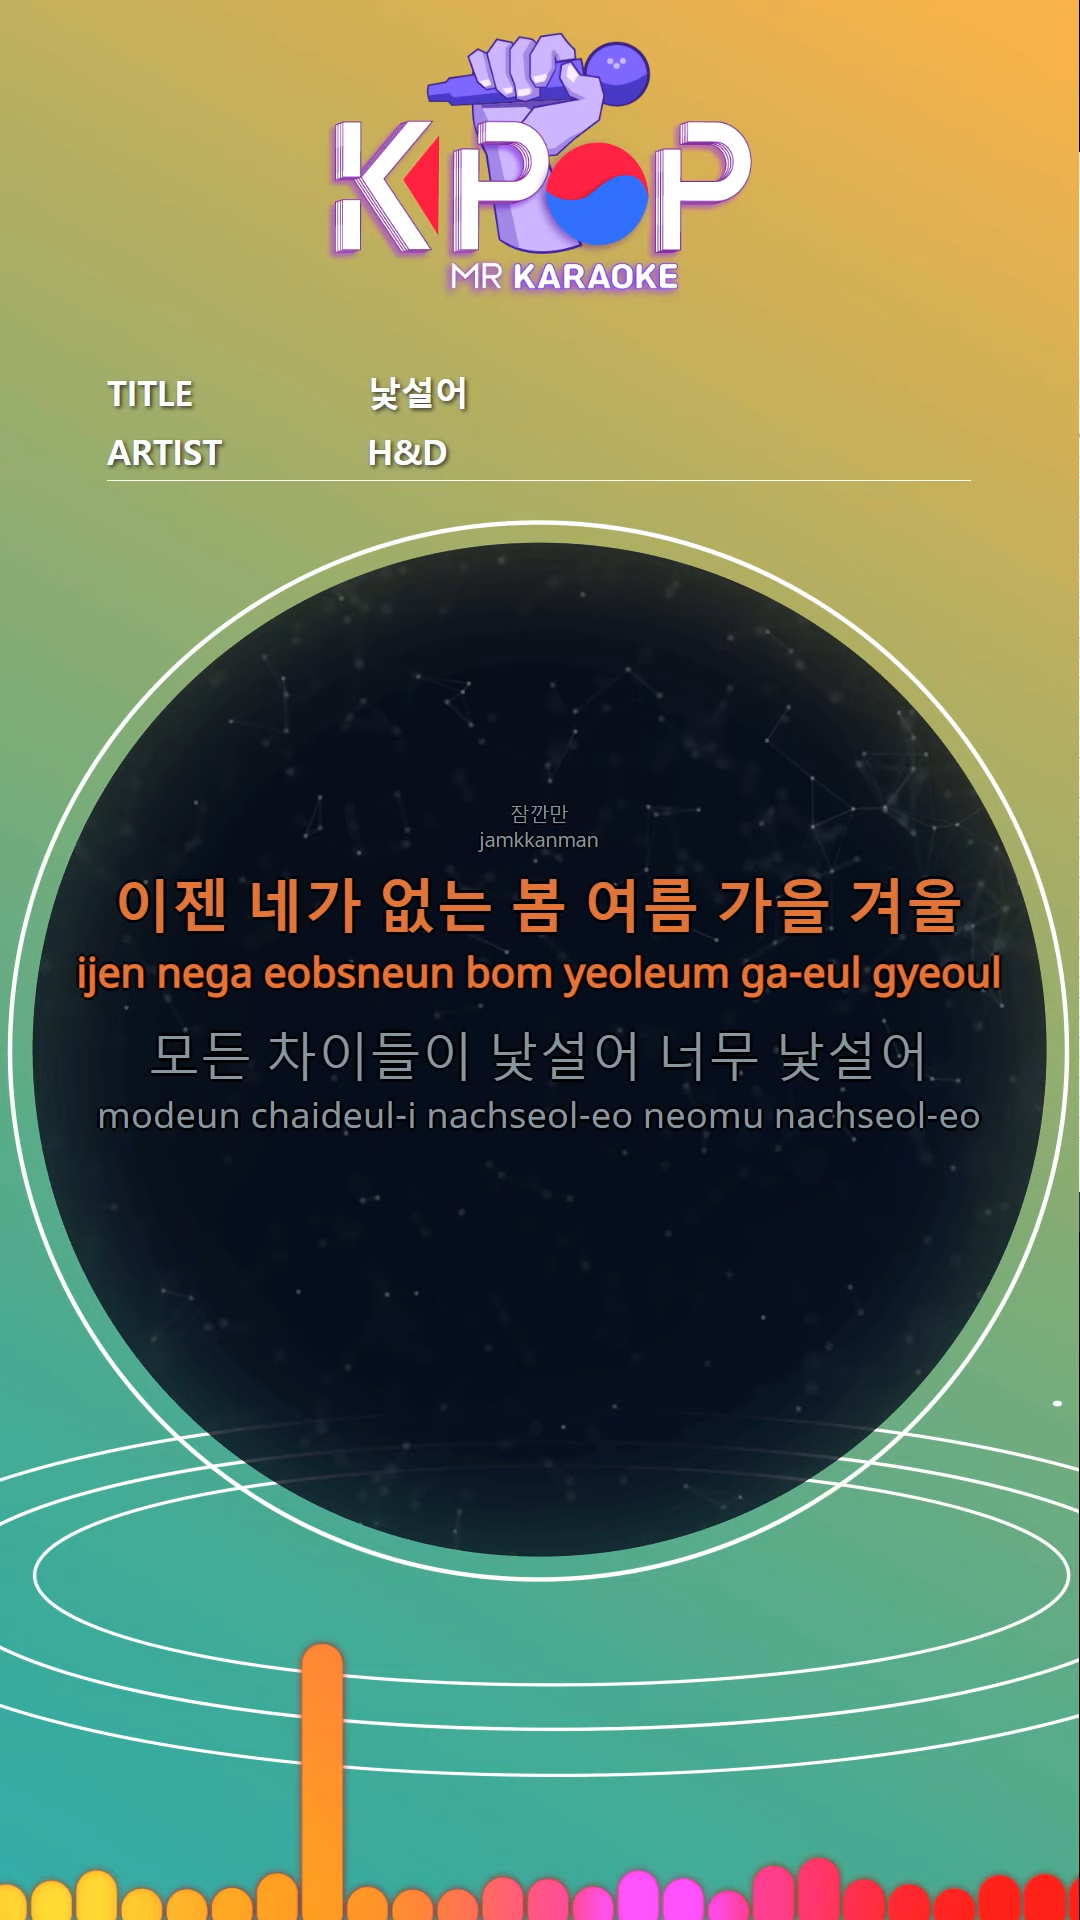 KPOP
MR KARAOKE
TITLE 낯설어
ARTIST H&D
잠깐만
jamkkanman
이젠 네가 없는 봄 여름 가을 겨울
ijen nega eobsneun bom yeoleum ga-eul gyeoul
모든 차이들이 낯설어 너무 낯설어
modeun chaideul-i nachseol-eo neomu nachseol-eo